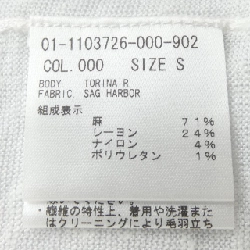 01-1103726-000-902
COL.000 SIZE S
BODY TORINA R
FABRIC. SAG HARBOR
組成表示
麻 71%
レーヨン 24%
ナイロン 4%
ポリウレタン 1%
・繊維の特性上、着用や洗濯また
はクリーニングにより毛羽立ち